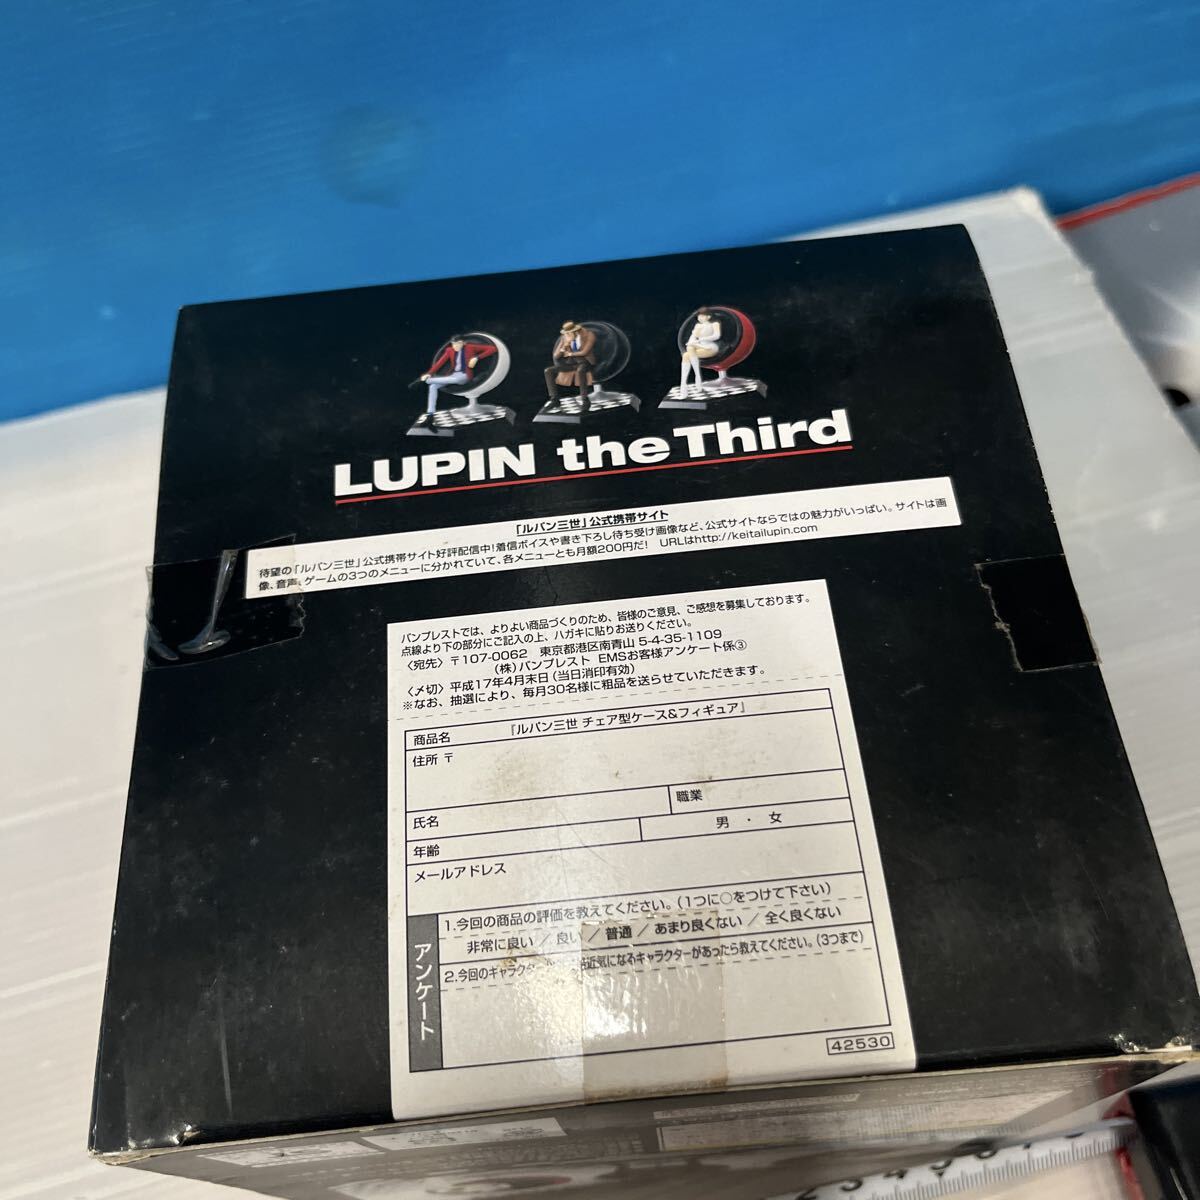 LUPIN the Third
「ルパン三世」公式携帯サイト
待望の「ルパン三世」公式携帯サイト好評配信中!着信ボイスや書き下ろし待ち受け画像など、公式サイトならではの魅力がいっぱい。サイトは画
像、音声、ゲームの3つのメニューに分かれていて、各メニューとも月額200円だ! URLはhttp://keitailupin.com
バンプレストでは、よりよい商品づくりのため、皆様のご意見、ご感想を募集しております。
点線より下の部分にご記入の上、ハガキに貼りお送りください。
〈宛先〉〒107-0062 東京都港区南青山 5-4-35-1109
(株)バンプレスト EMSお客様アンケート係③
〈〆切〉平成17年4月末日(当日消印有効)
※なお、抽選により、毎月30名様に粗品を送らせていただきます。
商品名 『ルパン三世 チェア型ケース&フィギュア』
住所 〒
氏名 職業
年齢 男 ・ 女
メールアドレス
アンケート
1.今回の商品の評価を教えてください。(1つに○をつけて下さい)
非常に良い / 良い / 普通 / あまり良くない / 全く良くない
2.今回のキャラクター 最近気になるキャラクターがあったら教えてください。(3つまで)
42530
2 3 4 5 6 7